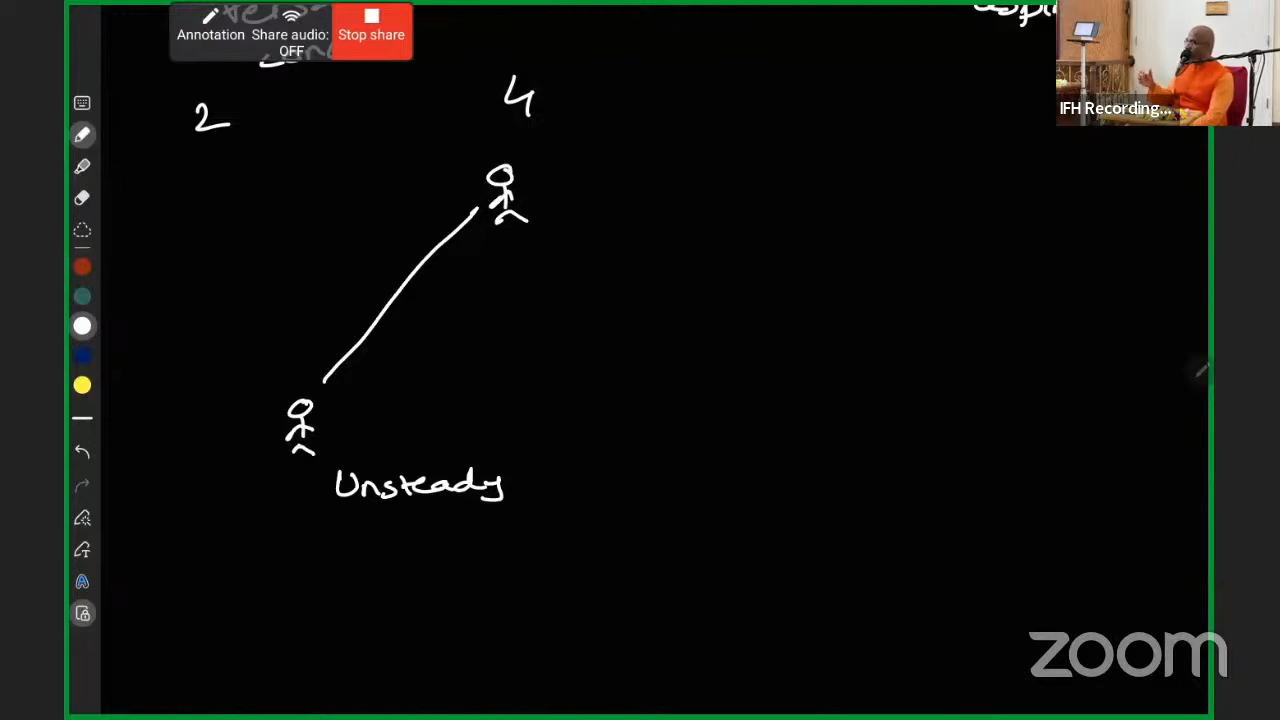 Annotation
Share audio:
OFF
Stop share
IFH Recording...
2
4
Unsteady
zoom